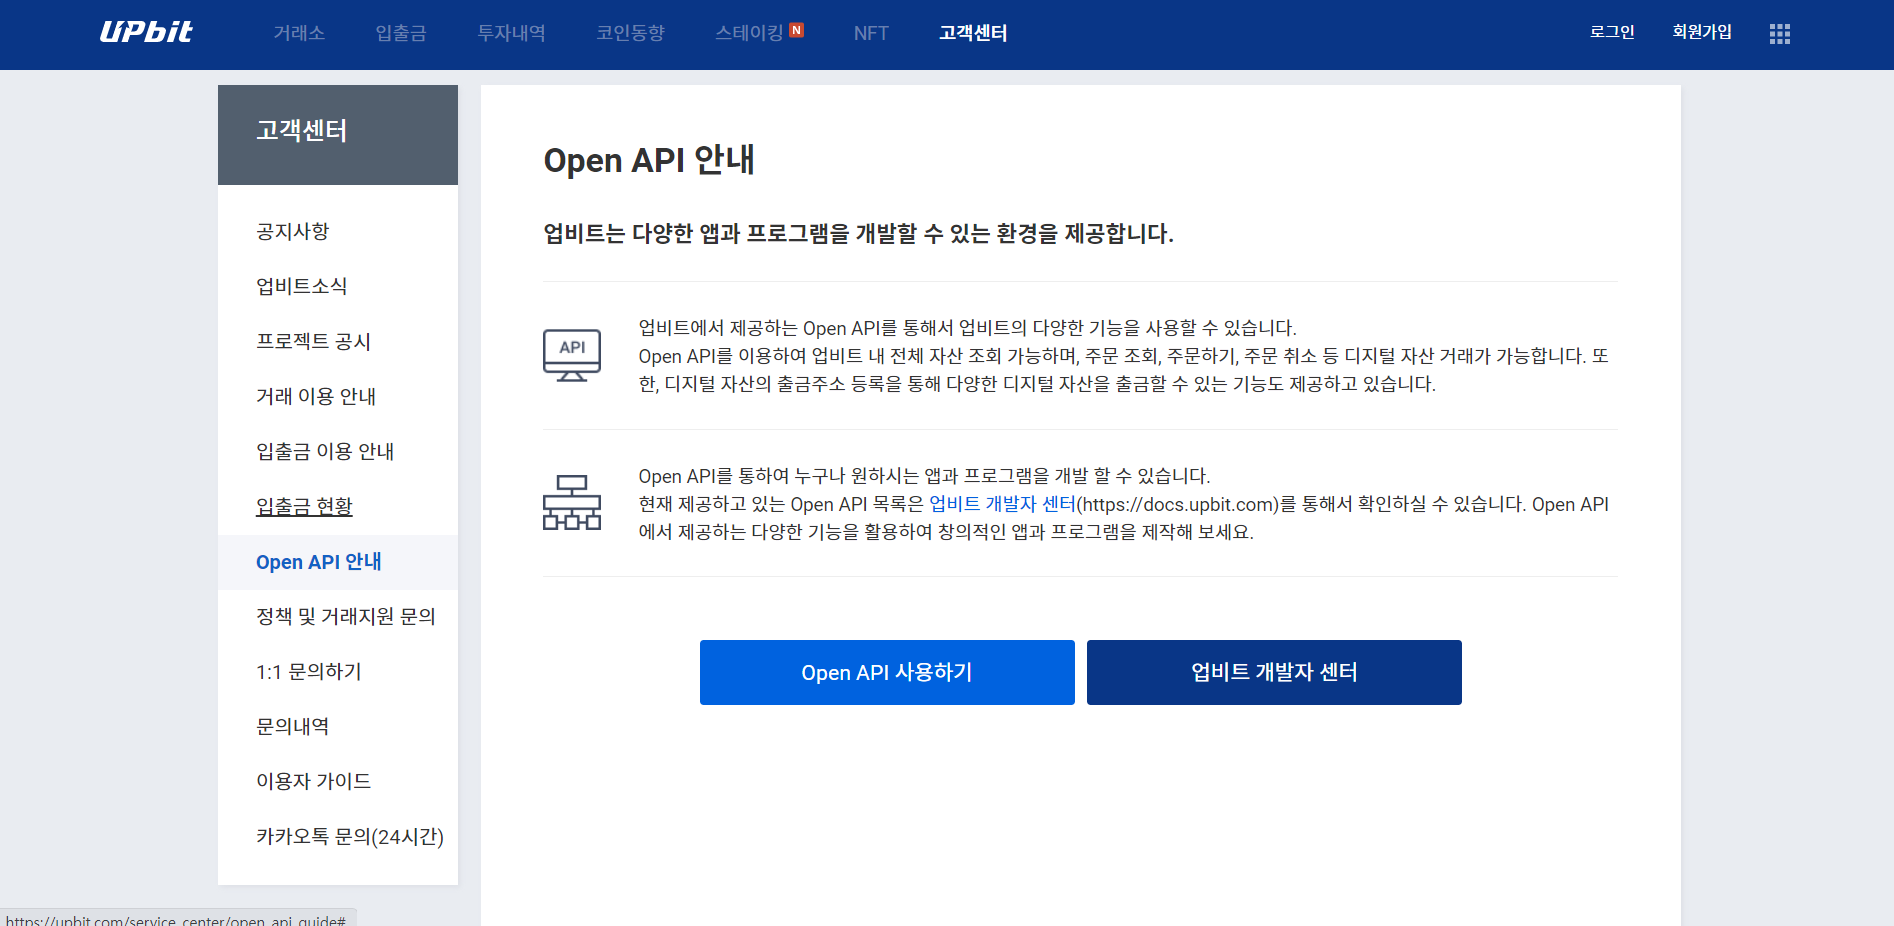 UPbit 거래소 입출금 투자내역 코인동향 스테이킹 N NFT 고객센터 로그인 회원가입
고객센터
공지사항
업비트소식
프로젝트 공시
거래 이용 안내
입출금 이용 안내
입출금 현황
Open API 안내
정책 및 거래지원 문의
1:1 문의하기
문의내역
이용자 가이드
카카오톡 문의(24시간)
Open API 안내
업비트는 다양한 앱과 프로그램을 개발할 수 있는 환경을 제공합니다.
API
업비트에서 제공하는 Open API를 통해서 업비트의 다양한 기능을 사용할 수 있습니다.
Open API를 이용하여 업비트 내 전체 자산 조회 가능하며, 주문 조회, 주문하기, 주문 취소 등 디지털 자산 거래가 가능합니다. 또
한, 디지털 자산의 출금주소 등록을 통해 다양한 디지털 자산을 출금할 수 있는 기능도 제공하고 있습니다.
Open API를 통하여 누구나 원하시는 앱과 프로그램을 개발 할 수 있습니다.
현재 제공하고 있는 Open API 목록은 업비트 개발자 센터(https://docs.upbit.com)를 통해서 확인하실 수 있습니다. Open API
에서 제공하는 다양한 기능을 활용하여 창의적인 앱과 프로그램을 제작해 보세요.
Open API 사용하기
업비트 개발자 센터
https://upbit.com/service_center/open_api_guide#